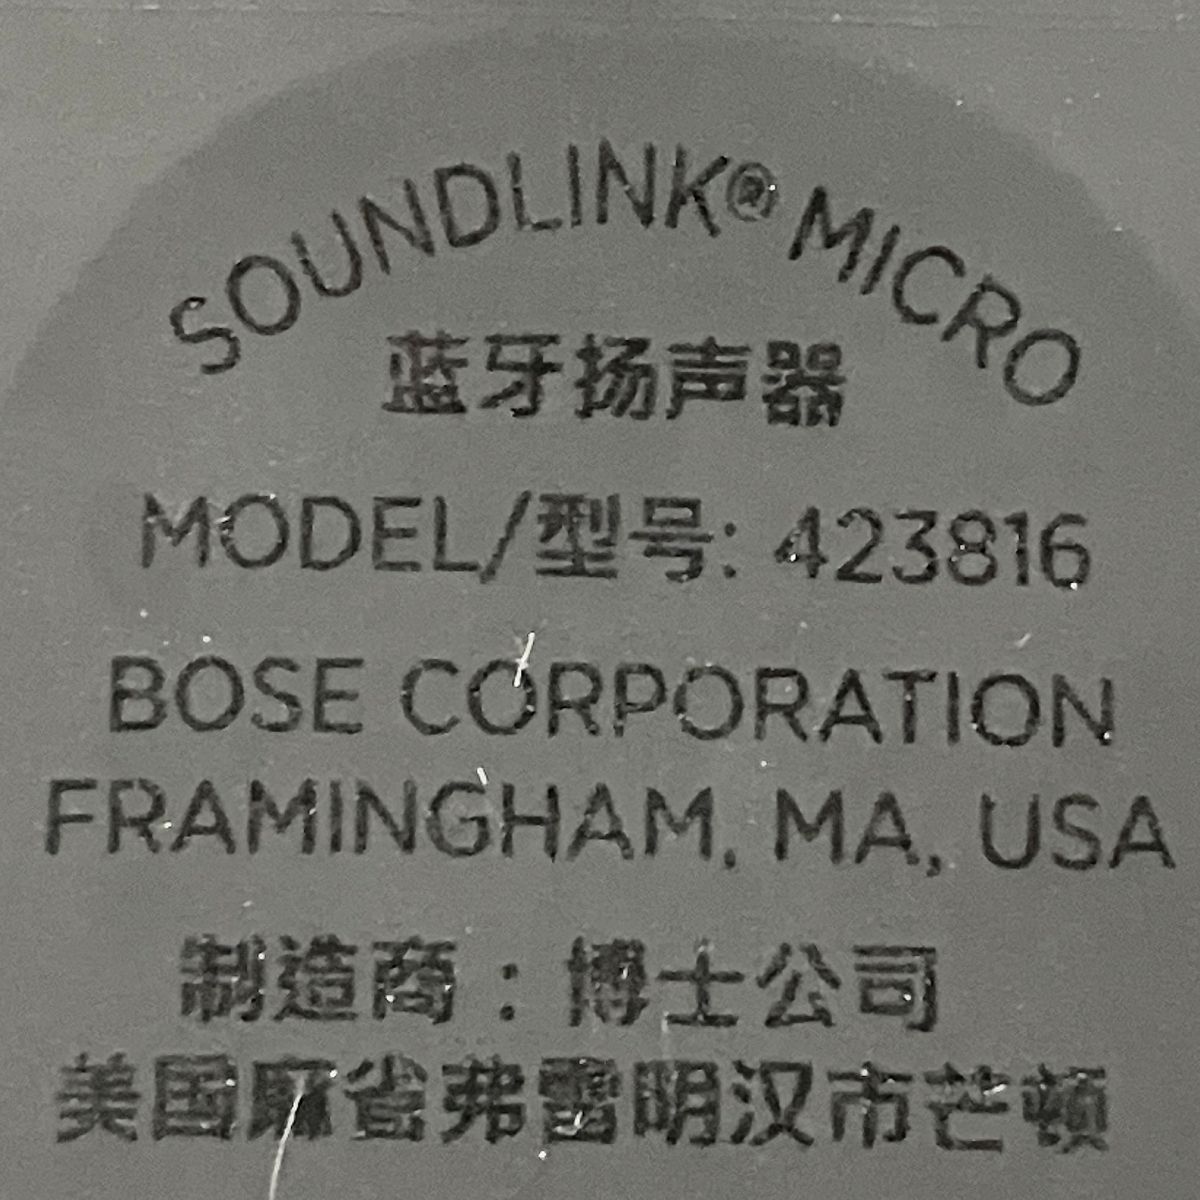 SOUNDLINK® MICRO
蓝牙扬声器
MODEL/型号: 423816
BOSE CORPORATION
FRAMINGHAM, MA, USA
制造商：博士公司
美国麻省弗雷明汉市芒顿